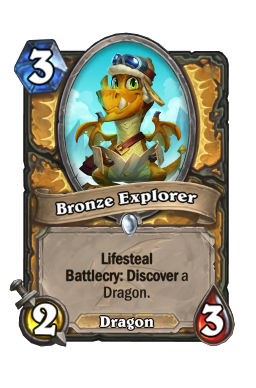 3
Bronze Explorer
Lifesteal
Battlecry: Discover a
Dragon.
2
Dragon
3